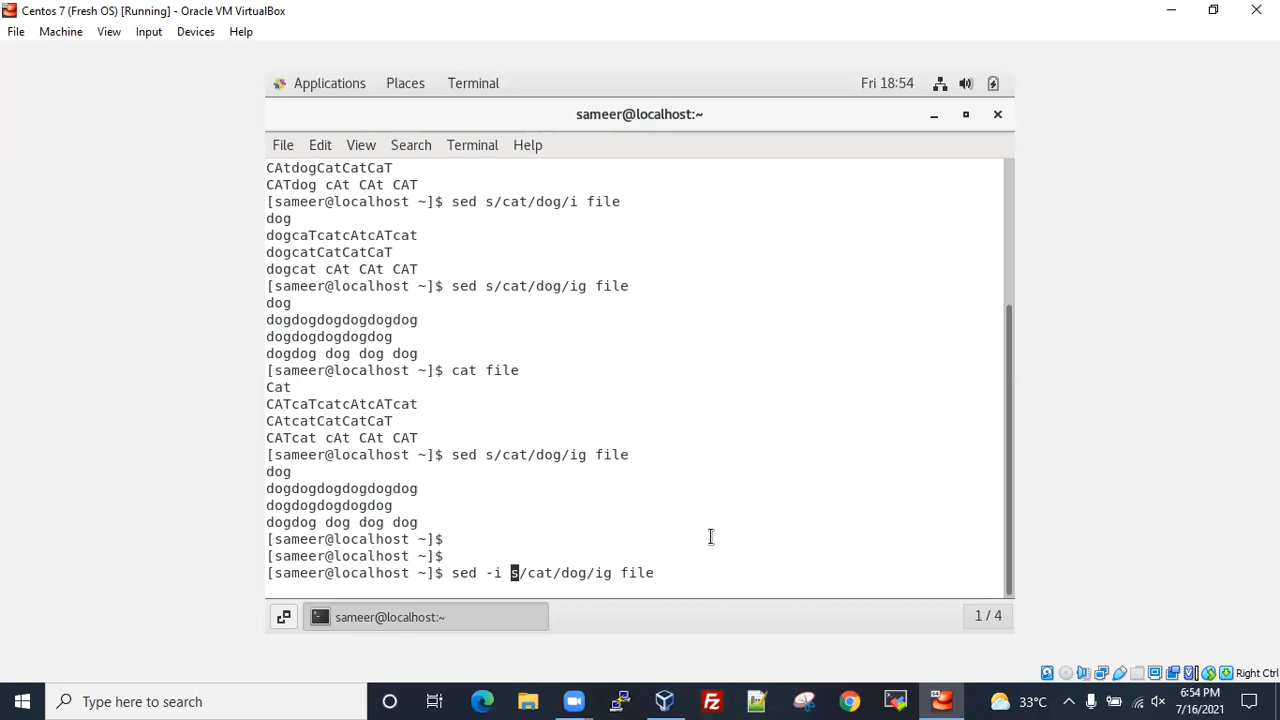 Centos 7 (Fresh OS) [Running] - Oracle VM VirtualBox
File Machine View Input Devices Help
Applications Places Terminal Fri 18:54
sameer@localhost:~
File Edit View Search Terminal Help
CAtdogCatCatCaT
CATdog cAt CAt CAT
[sameer@localhost ~]$ sed s/cat/dog/i file
dog
dogcaTcatcAtcATcat
dogcatCatCatCaT
dogcat cAt CAt CAT
[sameer@localhost ~]$ sed s/cat/dog/ig file
dog
dogdogdogdogdogdog
dogdogdogdogdog
dogdog dog dog dog
[sameer@localhost ~]$ cat file
Cat
CATcaTcatcAtcATcat
CAtcatCatCatCaT
CATcat cAt CAt CAT
[sameer@localhost ~]$ sed s/cat/dog/ig file
dog
dogdogdogdogdogdog
dogdogdogdogdog
dogdog dog dog dog
[sameer@localhost ~]$
[sameer@localhost ~]$
[sameer@localhost ~]$ sed -i s/cat/dog/ig file
sameer@localhost:~ 1 / 4
Right Ctrl
Type here to search 33°C 6:54 PM
7/16/2021